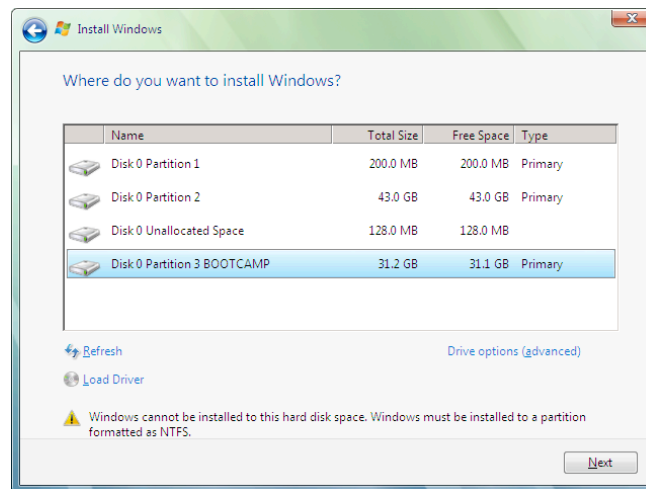 Install Windows
Where do you want to install Windows?
Name Total Size Free Space Type
Disk 0 Partition 1 200.0 MB 200.0 MB Primary
Disk 0 Partition 2 43.0 GB 43.0 GB Primary
Disk 0 Unallocated Space 128.0 MB 128.0 MB
Disk 0 Partition 3 BOOTCAMP 31.2 GB 31.1 GB Primary
Refresh Drive options (advanced)
Load Driver
Windows cannot be installed to this hard disk space. Windows must be installed to a partition
formatted as NTFS.
Next